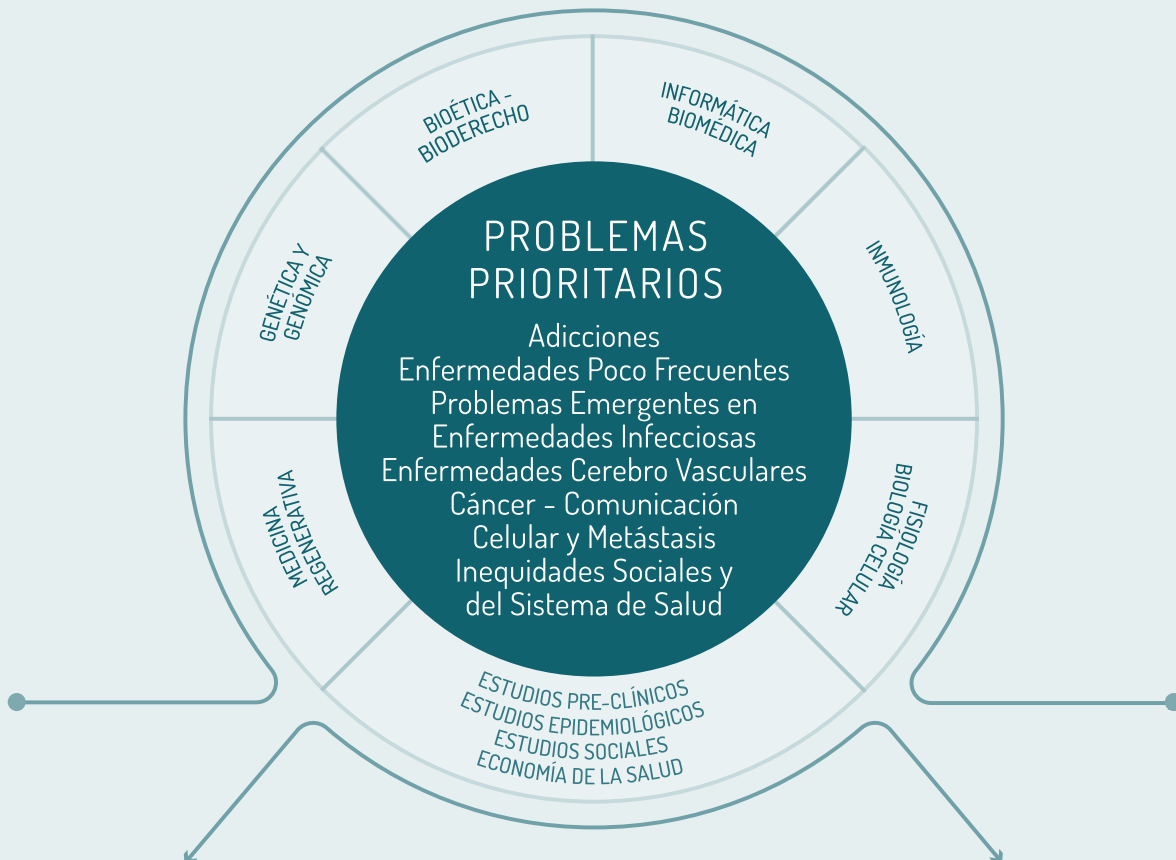 BIOÉTICA -
BIODERECHO
INFORMÁTICA
BIOMÉDICA
GENÉTICA Y
GENÓMICA
INMUNOLOGÍA
PROBLEMAS
PRIORITARIOS
Adicciones
Enfermedades Poco Frecuentes
Problemas Emergentes en
Enfermedades Infecciosas
Enfermedades Cerebro Vasculares
Cáncer - Comunicación
Celular y Metástasis
Inequidades Sociales y
del Sistema de Salud
MEDICINA
REGENERATIVA
FISIOLOGÍA
BIOLOGÍA CELULAR
ESTUDIOS PRE-CLÍNICOS
ESTUDIOS EPIDEMIOLÓGICOS
ESTUDIOS SOCIALES
ECONOMÍA DE LA SALUD